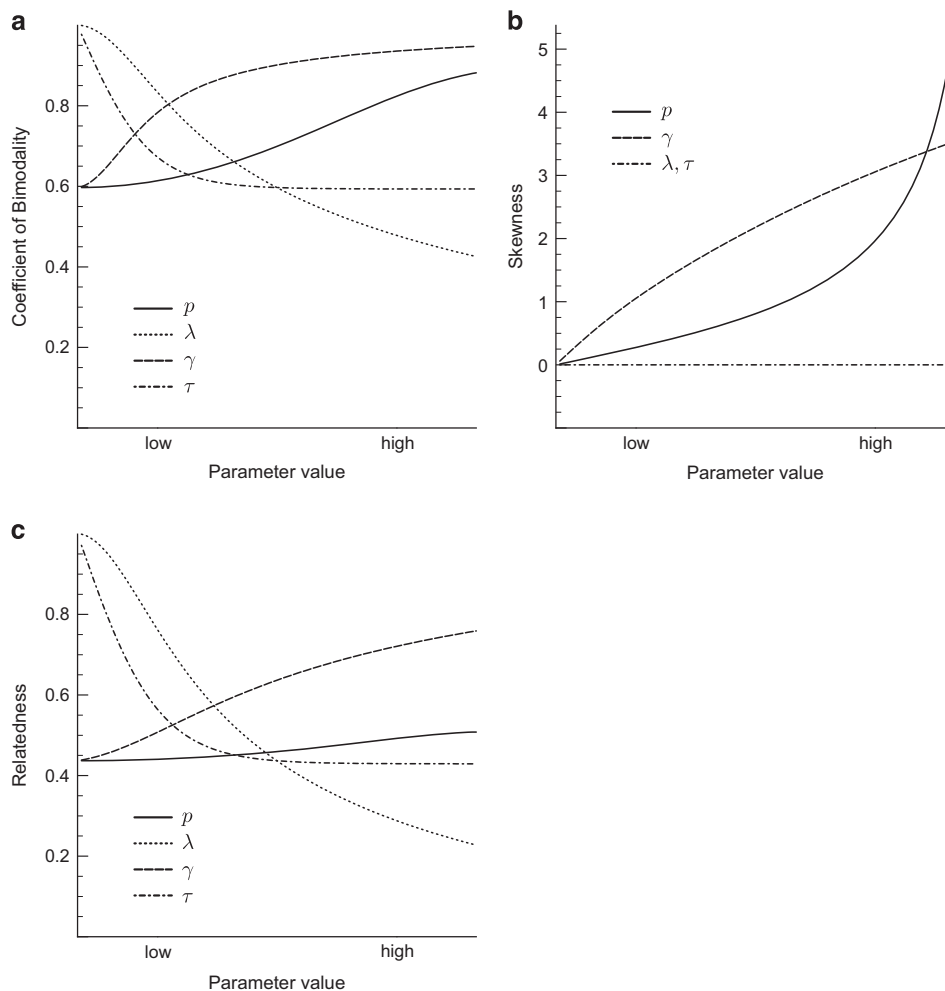 a
Coefficient of Bimodality
0.8
0.6
0.4
0.2
p
λ
γ
τ
low
high
Parameter value
b
Skewness
5
4
3
2
1
0
p
γ
λ, τ
low
high
Parameter value
c
Relatedness
0.8
0.6
0.4
0.2
p
λ
γ
τ
low
high
Parameter value